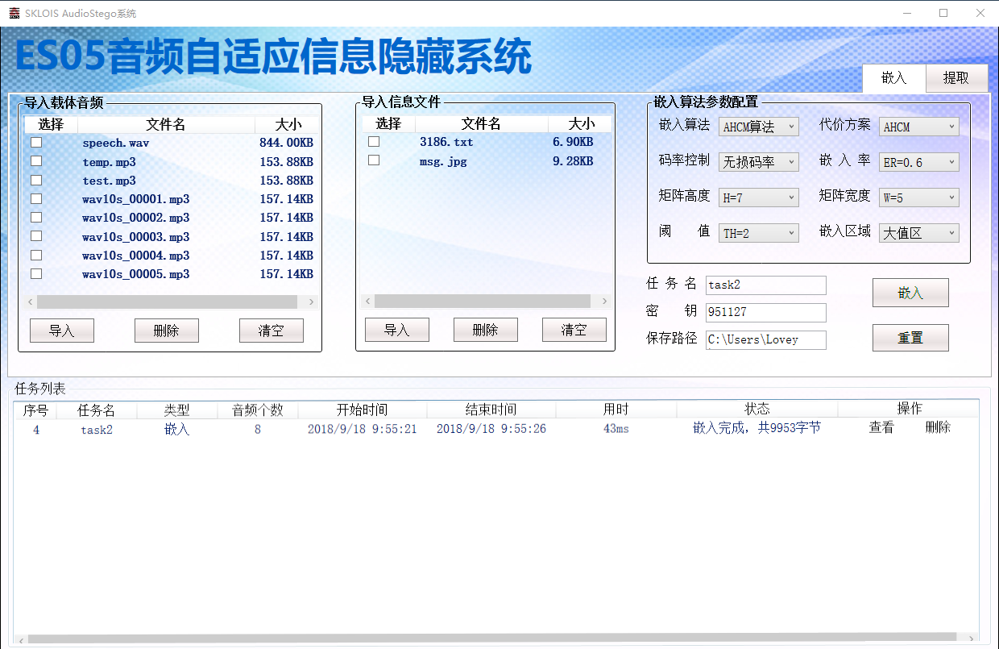 SKLOIS AudioStego系统
ES05音频自适应信息隐藏系统
嵌入 提取
导入载体音频
选择 文件名 大小
speech.wav 844.00KB
temp.mp3 153.88KB
test.mp3 153.88KB
wav10s_00001.mp3 157.14KB
wav10s_00002.mp3 157.14KB
wav10s_00003.mp3 157.14KB
wav10s_00004.mp3 157.14KB
wav10s_00005.mp3 157.14KB
导入 删除 清空
导入信息文件
选择 文件名 大小
3186.txt 6.90KB
msg.jpg 9.28KB
导入 删除 清空
嵌入算法参数配置
嵌入算法 AHCM算法 代价方案 AHCM
码率控制 无损码率 嵌 入 率 ER=0.6
矩阵高度 H=7 矩阵宽度 W=5
阈 值 TH=2 嵌入区域 大值区
任 务 名 task2
密 钥 951127
保存路径 C:\Users\Lovey
嵌入
重置
任务列表
序号 任务名 类型 音频个数 开始时间 结束时间 用时 状态 操作
4 task2 嵌入 8 2018/9/18 9:55:21 2018/9/18 9:55:26 43ms 嵌入完成，共9953字节 查看 删除